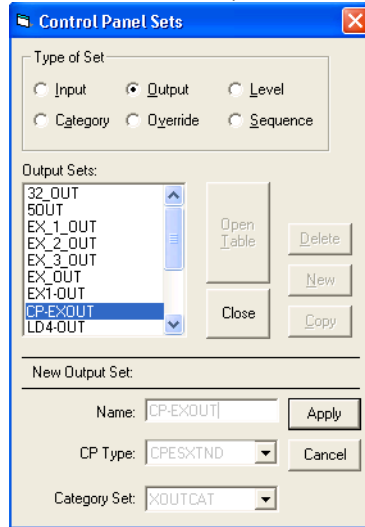 Control Panel Sets
Type of Set
Input Output Level
Category Override Sequence
Output Sets:
32_OUT
5OUT
EX_1_OUT
EX_2_OUT
EX_3_OUT
EX_OUT
EX1-OUT
CP-EXOUT
LD4-OUT
Open Table
Close
Delete
New
Copy
New Output Set:
Name: CP-EXOUT Apply
CP Type: CPESXTND Cancel
Category Set: XOUTCAT